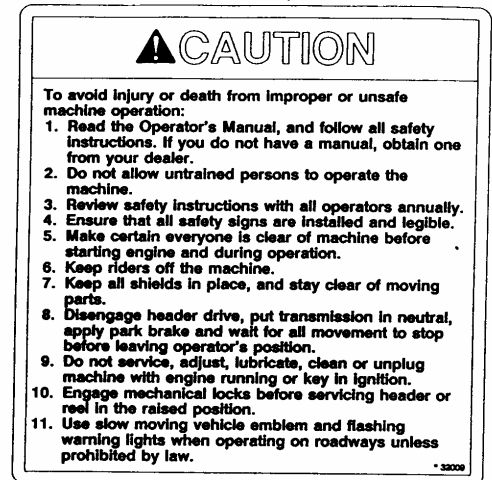 CAUTION
To avoid injury or death from improper or unsafe
machine operation:
1. Read the Operator's Manual, and follow all safety
instructions. If you do not have a manual, obtain one
from your dealer.
2. Do not allow untrained persons to operate the
machine.
3. Review safety instructions with all operators annually.
4. Ensure that all safety signs are installed and legible.
5. Make certain everyone is clear of machine before
starting engine and during operation.
6. Keep riders off the machine.
7. Keep all shields in place, and stay clear of moving
parts.
8. Disengage header drive, put transmission in neutral,
apply park brake and wait for all movement to stop
before leaving operator's position.
9. Do not service, adjust, lubricate, clean or unplug
machine with engine running or key in ignition.
10. Engage mechanical locks before servicing header or
reel in the raised position.
11. Use slow moving vehicle emblem and flashing
warning lights when operating on roadways unless
prohibited by law.
* 32009